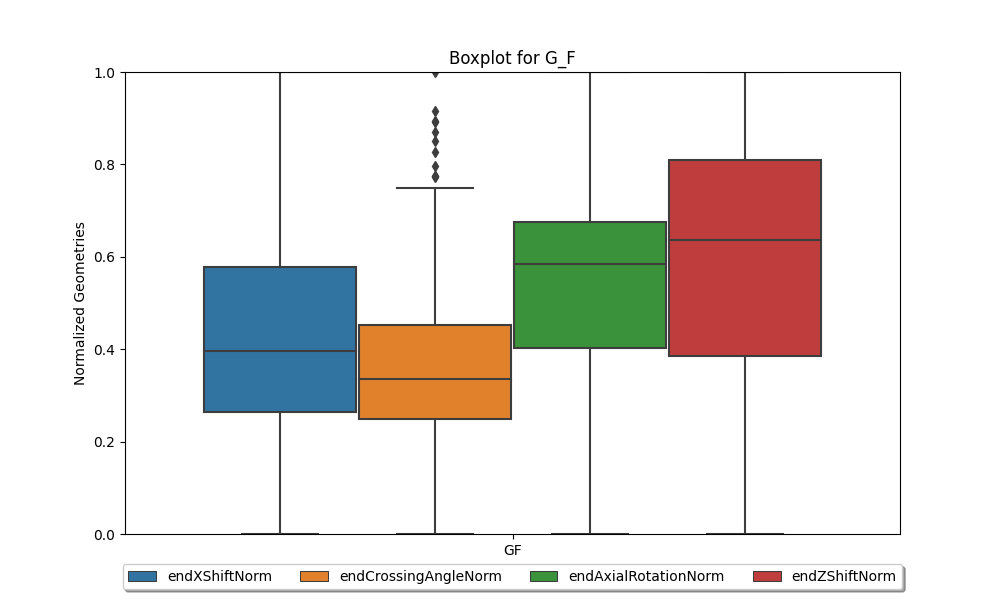 Boxplot for G_F
1.0
0.8
0.6
0.4
0.2
0.0
Normalized Geometries
GF
endXShiftNorm endCrossingAngleNorm endAxialRotationNorm endZShiftNorm